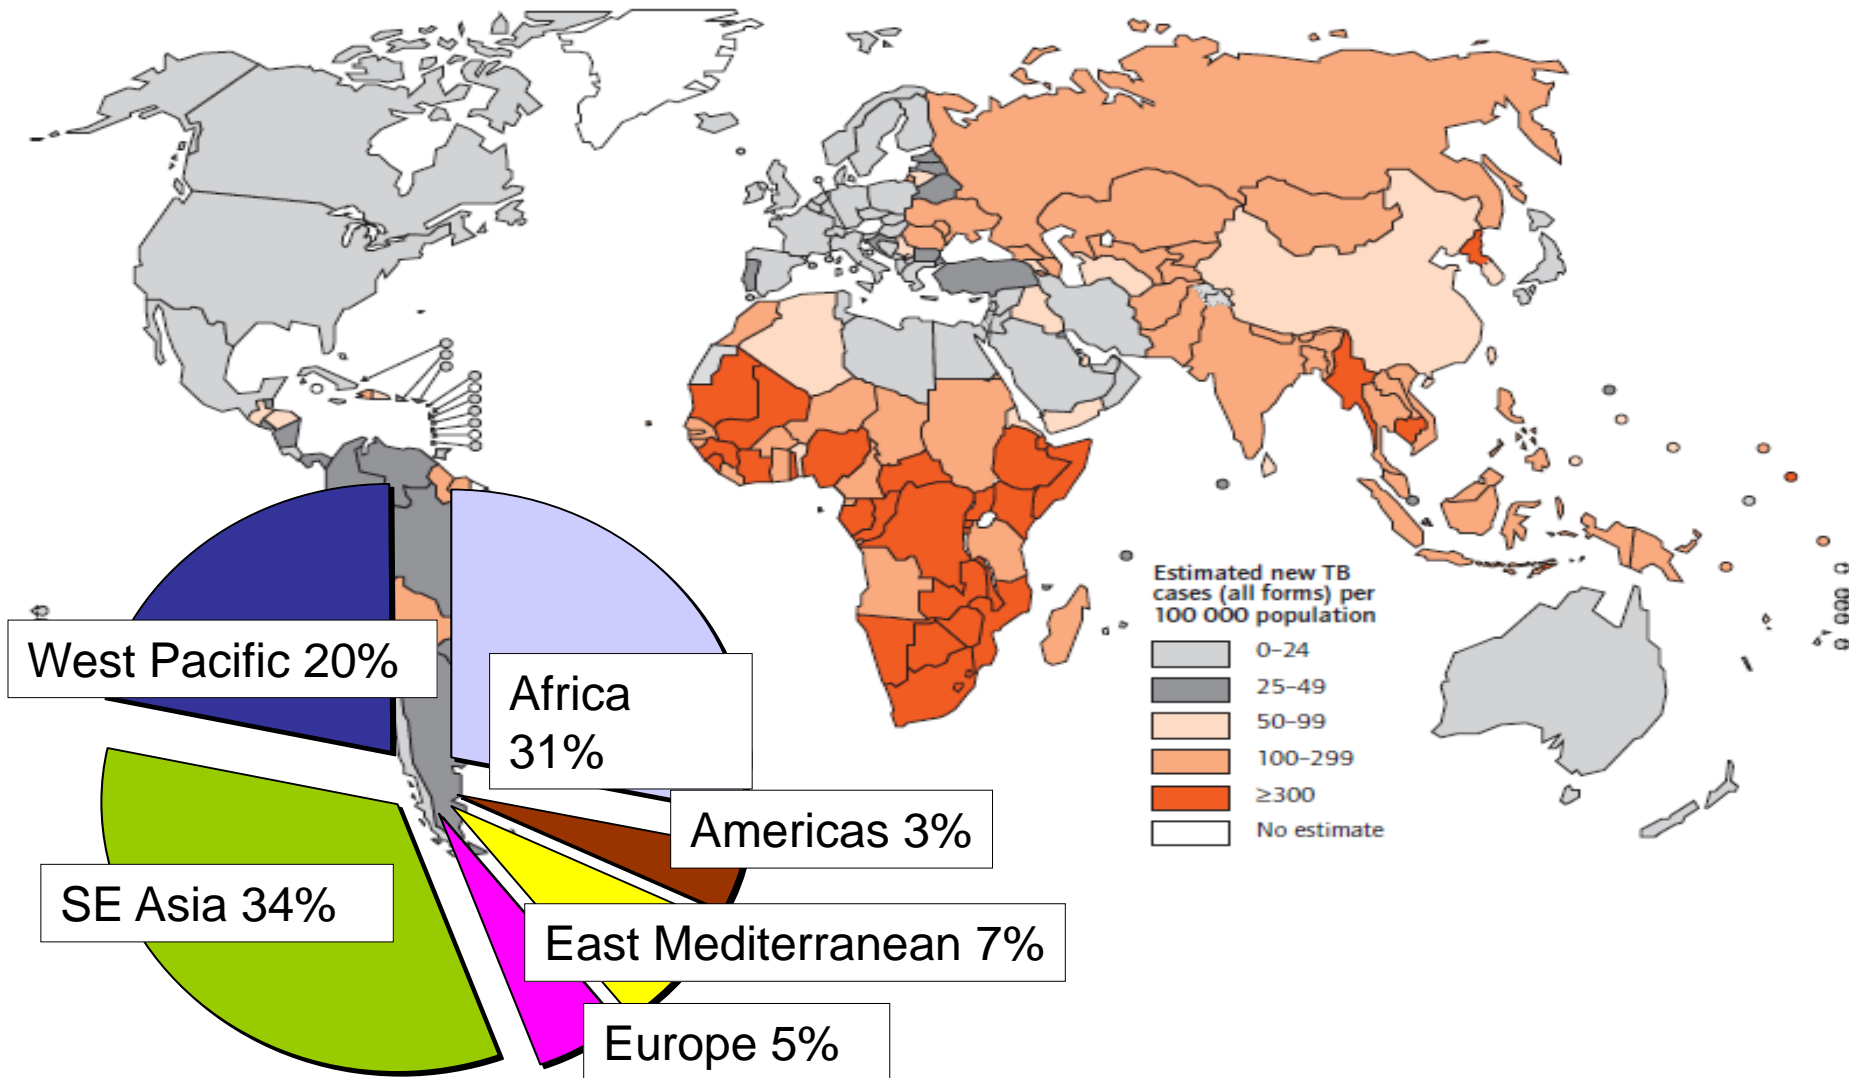 West Pacific 20%
Africa
31%
Americas 3%
SE Asia 34%
East Mediterranean 7%
Europe 5%
Estimated new TB
cases (all forms) per
100 000 population
0–24
25–49
50–99
100–299
≥300
No estimate